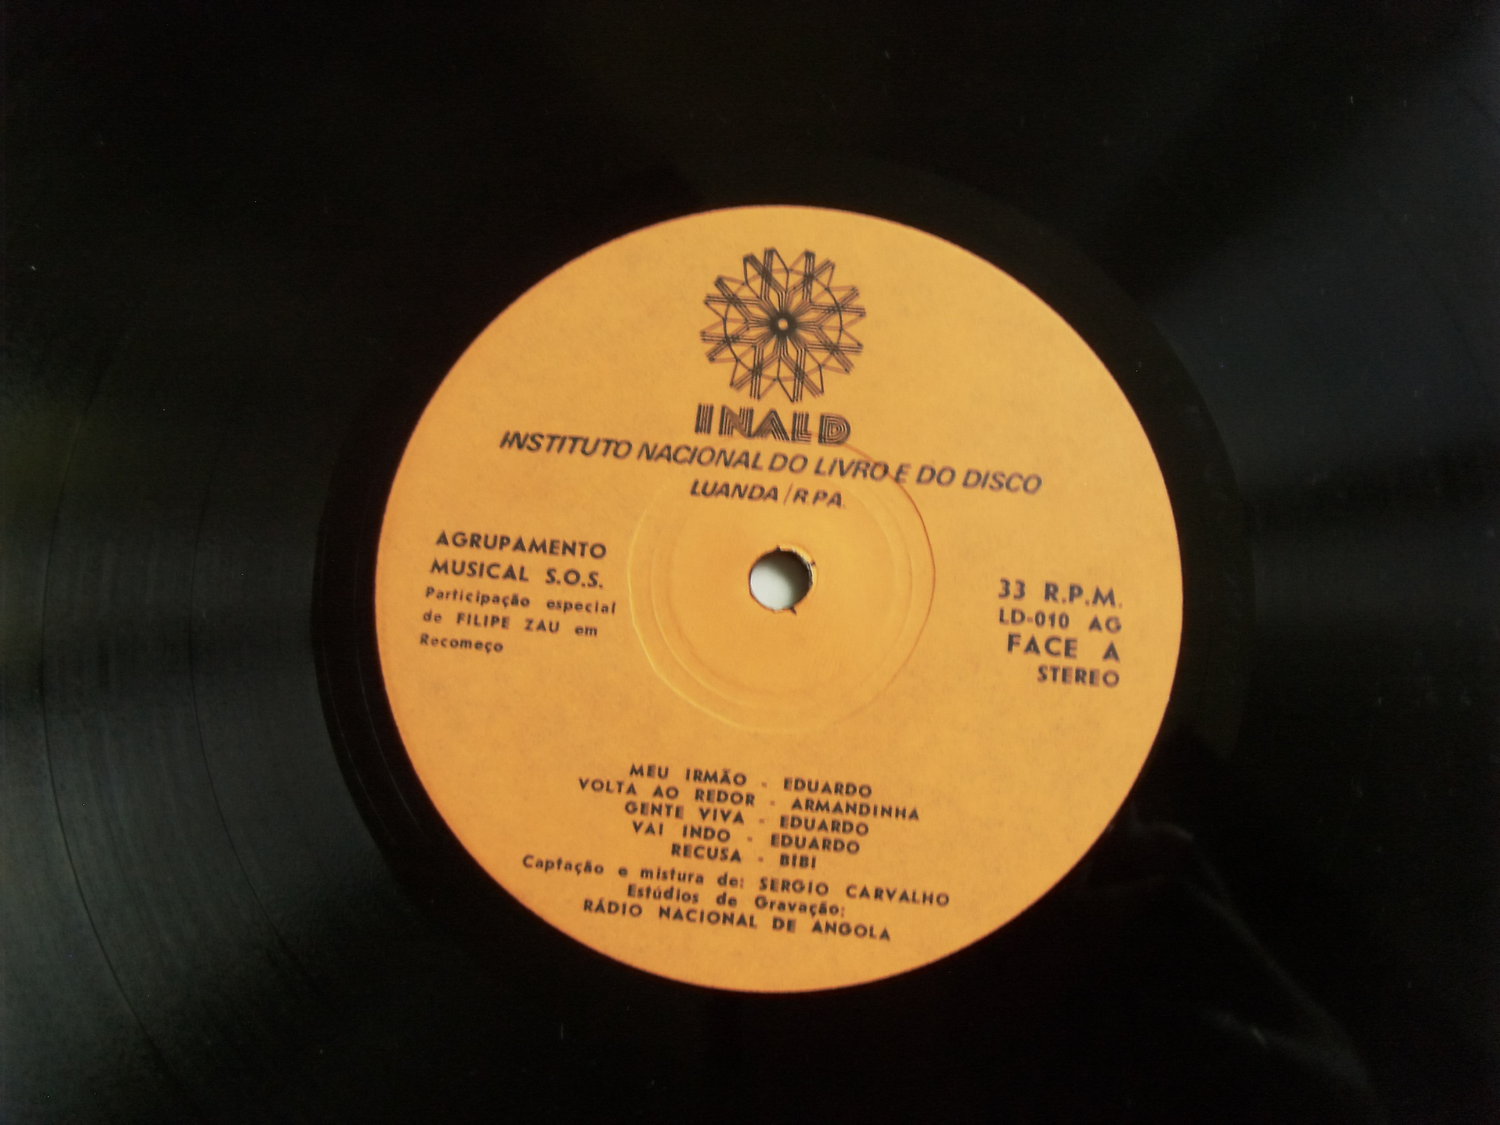 INALD
INSTITUTO NACIONAL DO LIVRO E DO DISCO
LUANDA/R.P.A.
AGRUPAMENTO
MUSICAL S.O.S.
Participação especial
de FILIPE ZAU em
Recomeço
33 R.P.M.
LD-010 AG
FACE A
STEREO
MEU IRMÃO - EDUARDO
VOLTA AO REDOR - ARMANDINHA
GENTE VIVA - EDUARDO
VAI INDO - EDUARDO
RECUSA - BIBI
Captação e mistura de: SERGIO CARVALHO
Estúdios de Gravação:
RÁDIO NACIONAL DE ANGOLA